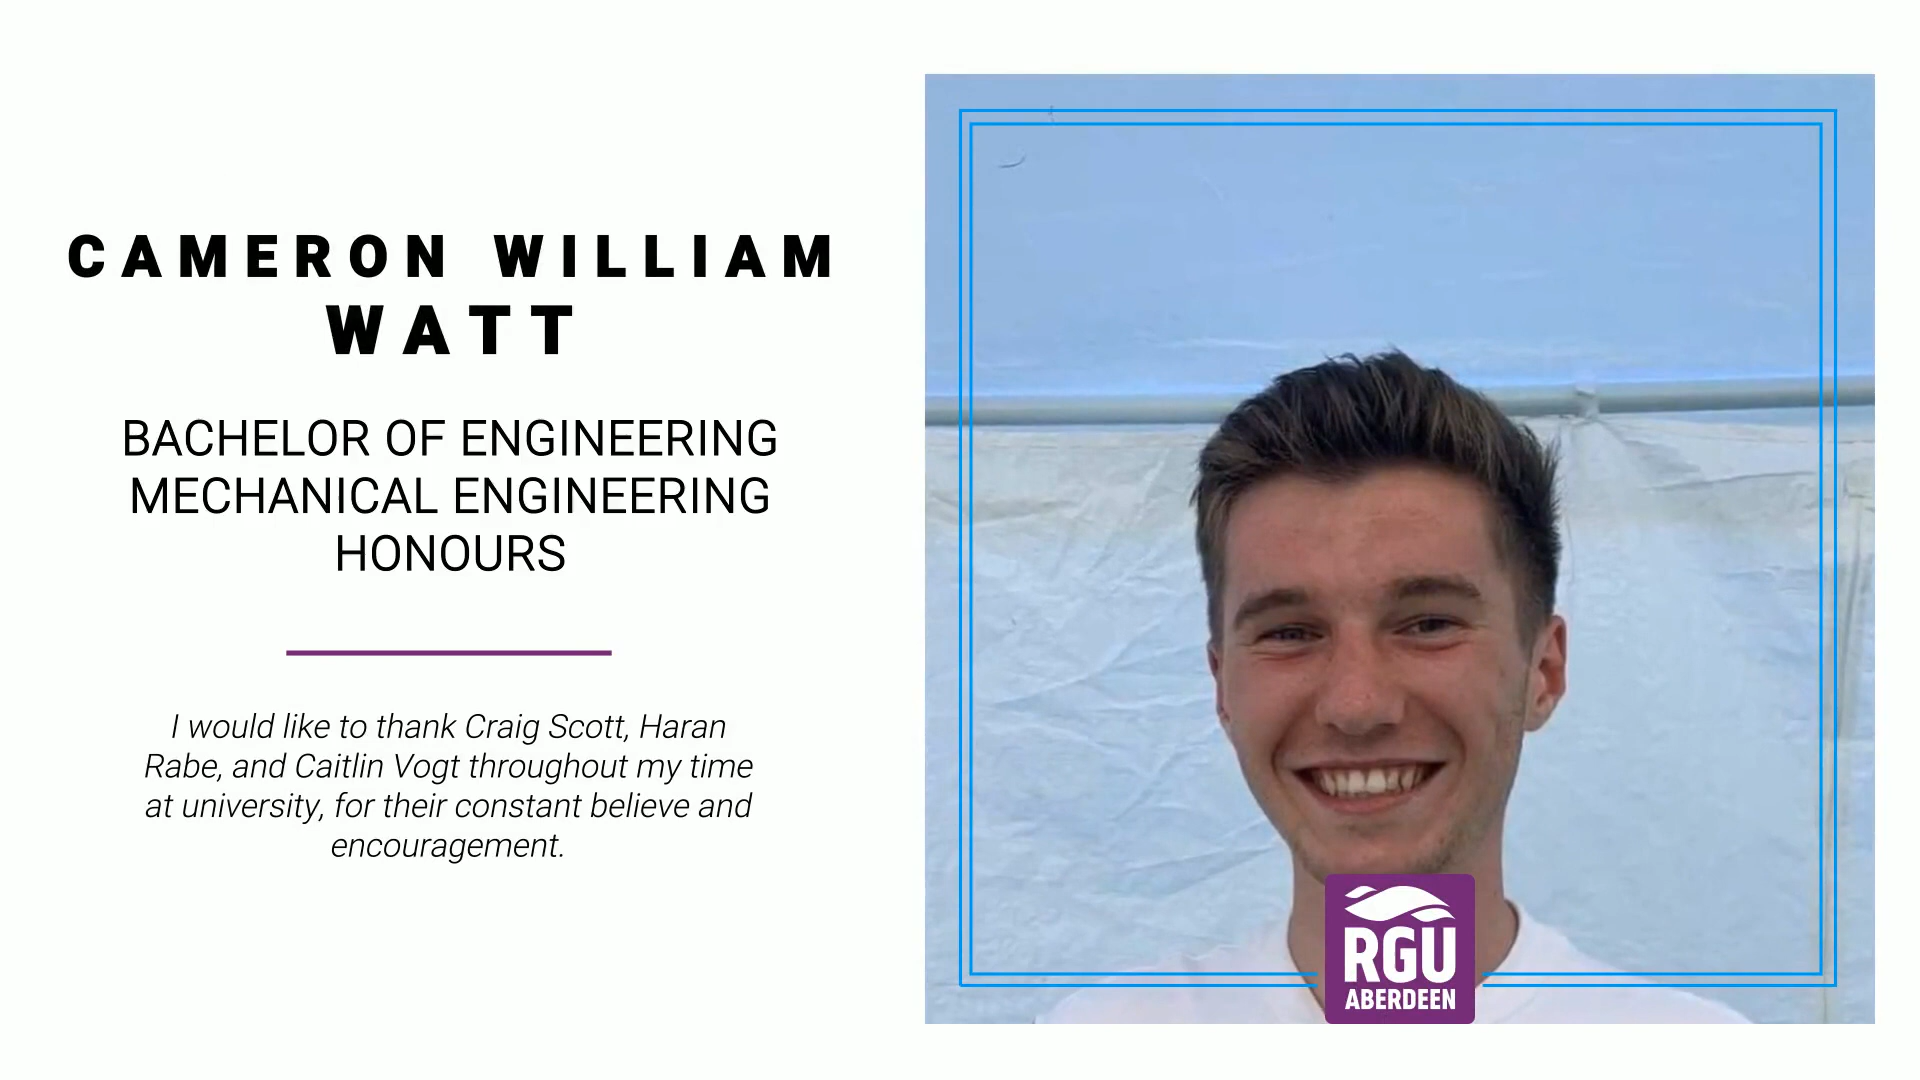 CAMERON WILLIAM
WATT
BACHELOR OF ENGINEERING
MECHANICAL ENGINEERING
HONOURS
I would like to thank Craig Scott, Haran
Rabe, and Caitlin Vogt throughout my time
at university, for their constant believe and
encouragement.
RGU
ABERDEEN